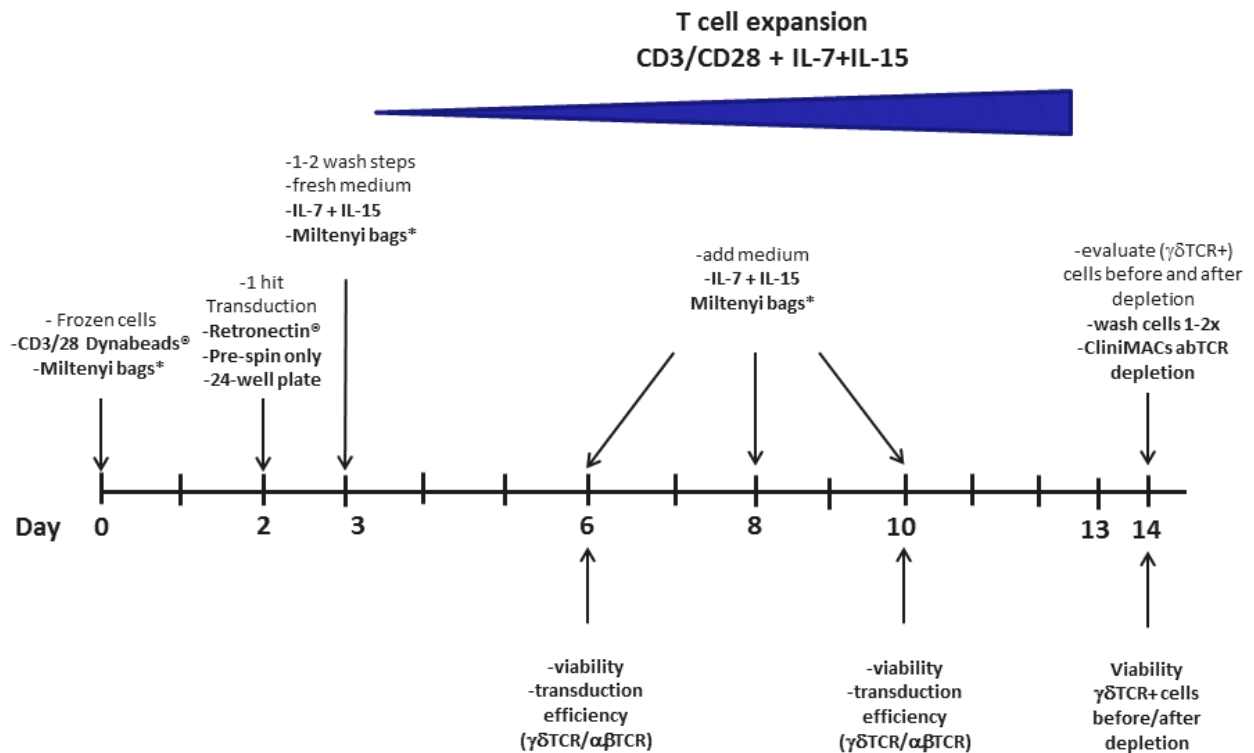 T cell expansion
CD3/CD28 + IL-7+IL-15
-1-2 wash steps
-fresh medium
-IL-7 + IL-15
-Miltenyi bags*
- Frozen cells
-CD3/28 Dynabeads®
-Miltenyi bags*
-1 hit
Transduction
-Retronectin®
-Pre-spin only
-24-well plate
-add medium
-IL-7 + IL-15
Miltenyi bags*
-evaluate (γδTCR+)
cells before and after
depletion
-wash cells 1-2x
-CliniMACs abTCR
depletion
Day 0 2 3 6 8 10 13 14
-viability
-transduction
efficiency
(γδTCR/αβTCR)
-viability
-transduction
efficiency
(γδTCR/αβTCR)
Viability
γδTCR+ cells
before/after
depletion